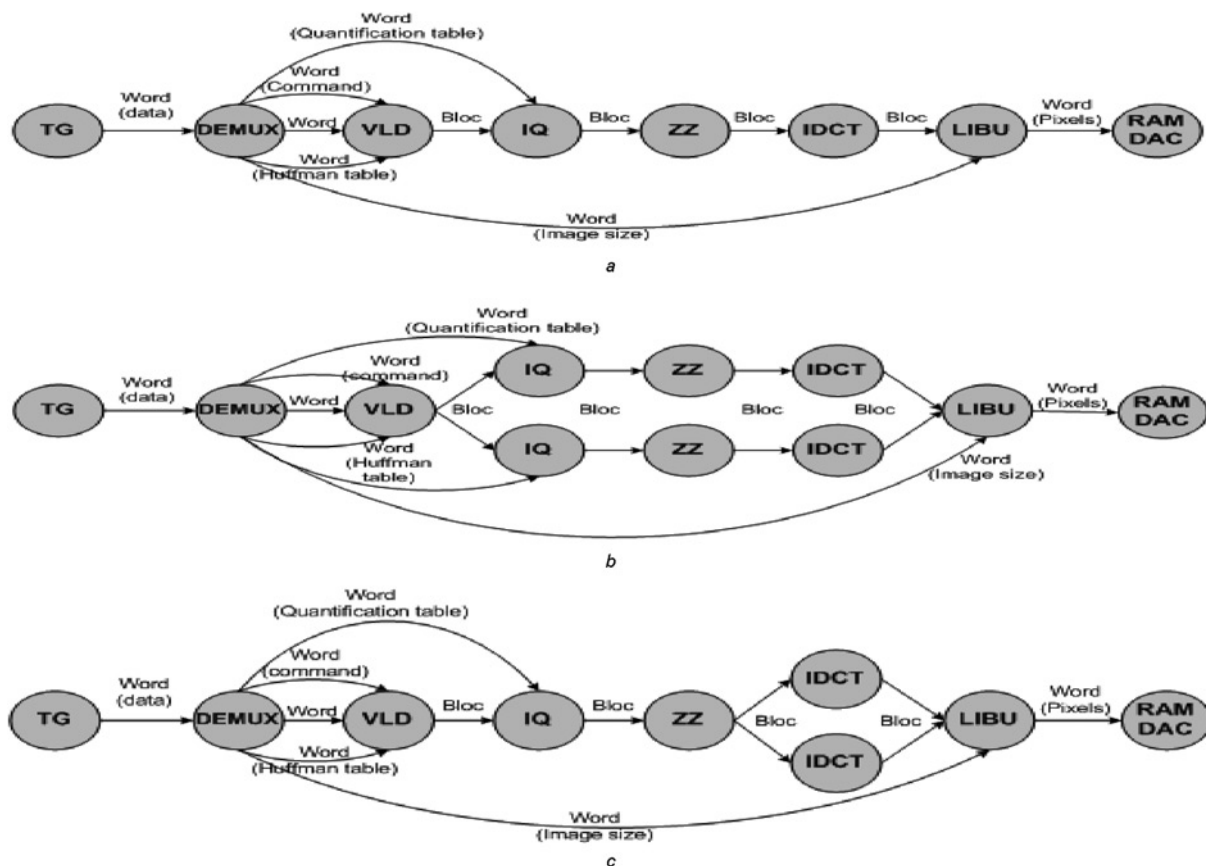 Word
(Quantification table)
Word
(Command)
Word
(data)
TG
DEMUX
Word
VLD
Bloc
IQ
Bloc
ZZ
Bloc
IDCT
Bloc
LIBU
Word
(Pixels)
RAM
DAC
Word
(Huffman table)
Word
(Image size)
a
Word
(Quantification table)
Word
(command)
Word
(data)
TG
DEMUX
Word
VLD
Bloc
IQ
ZZ
IDCT
Bloc
Bloc
Bloc
IQ
ZZ
IDCT
LIBU
Word
(Pixels)
RAM
DAC
Word
(Huffman
table)
Word
(Image size)
b
Word
(Quantification table)
Word
(command)
Word
(data)
TG
DEMUX
Word
VLD
Bloc
IQ
Bloc
ZZ
Bloc
IDCT
IDCT
Bloc
LIBU
Word
(Pixels)
RAM
DAC
Word
(Huffman table)
Word
(Image size)
c